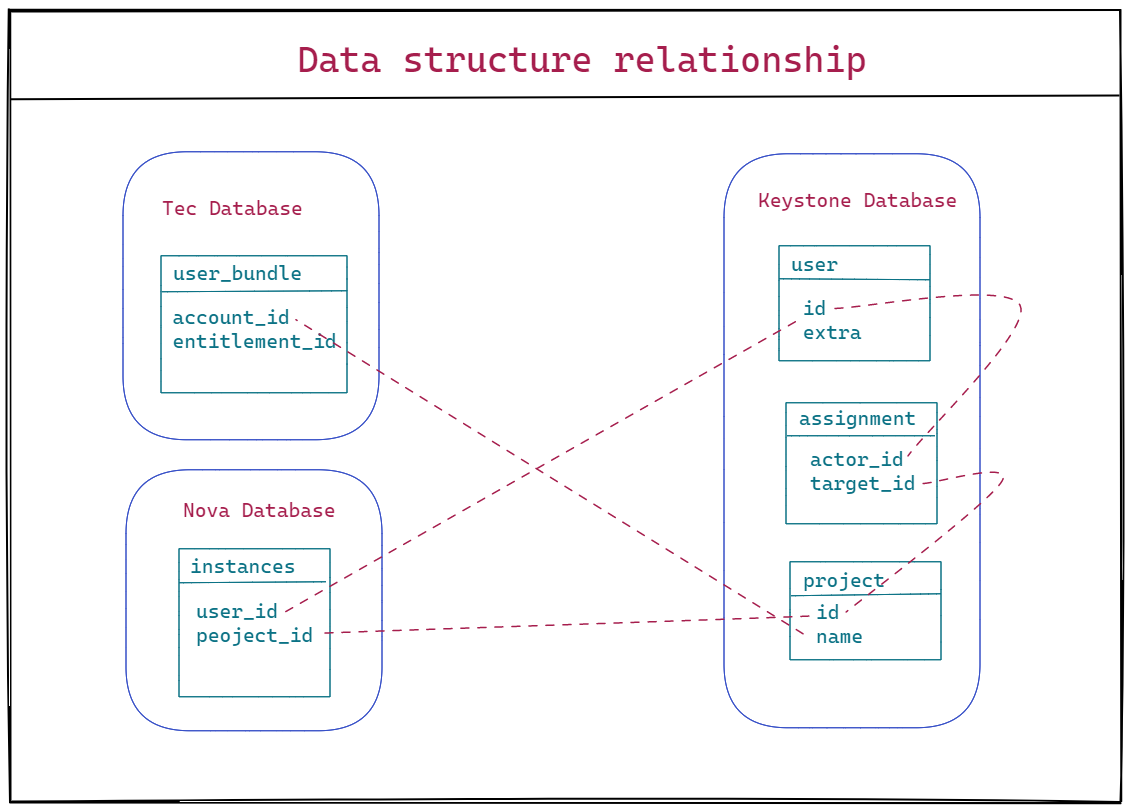 Data structure relationship
Tec Database
user_bundle
account_id
entitlement_id
Nova Database
instances
user_id
peoject_id
Keystone Database
user
id
extra
assignment
actor_id
target_id
project
id
name